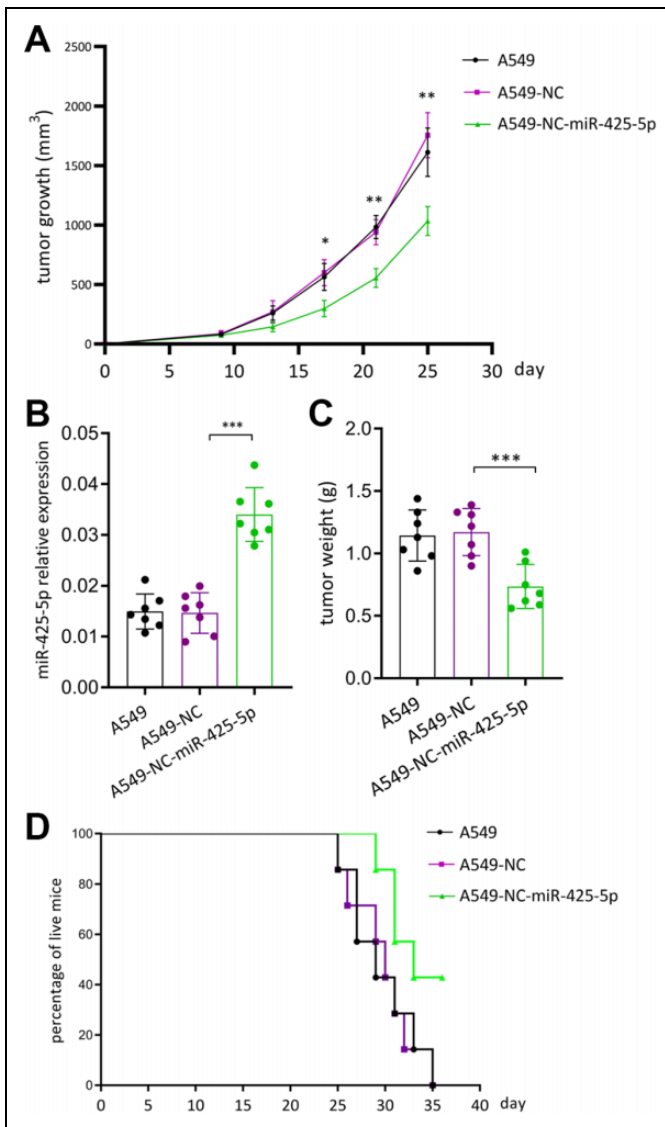 A
2500
2000
1500
1000
500
0
tumor growth (mm³)
*
**
**
0 5 10 15 20 25 30 day
A549
A549-NC
A549-NC-miR-425-5p
B
0.05
0.04
0.03
0.02
0.01
0.00
miR-425-5p relative expression
***
A549
A549-NC
A549-NC-miR-425-5p
C
2.0
1.5
1.0
0.5
0.0
tumor weight (g)
***
A549
A549-NC
A549-NC-miR-425-5p
D
100
80
60
40
20
0
percentage of live mice
0 5 10 15 20 25 30 35 40 day
A549
A549-NC
A549-NC-miR-425-5p